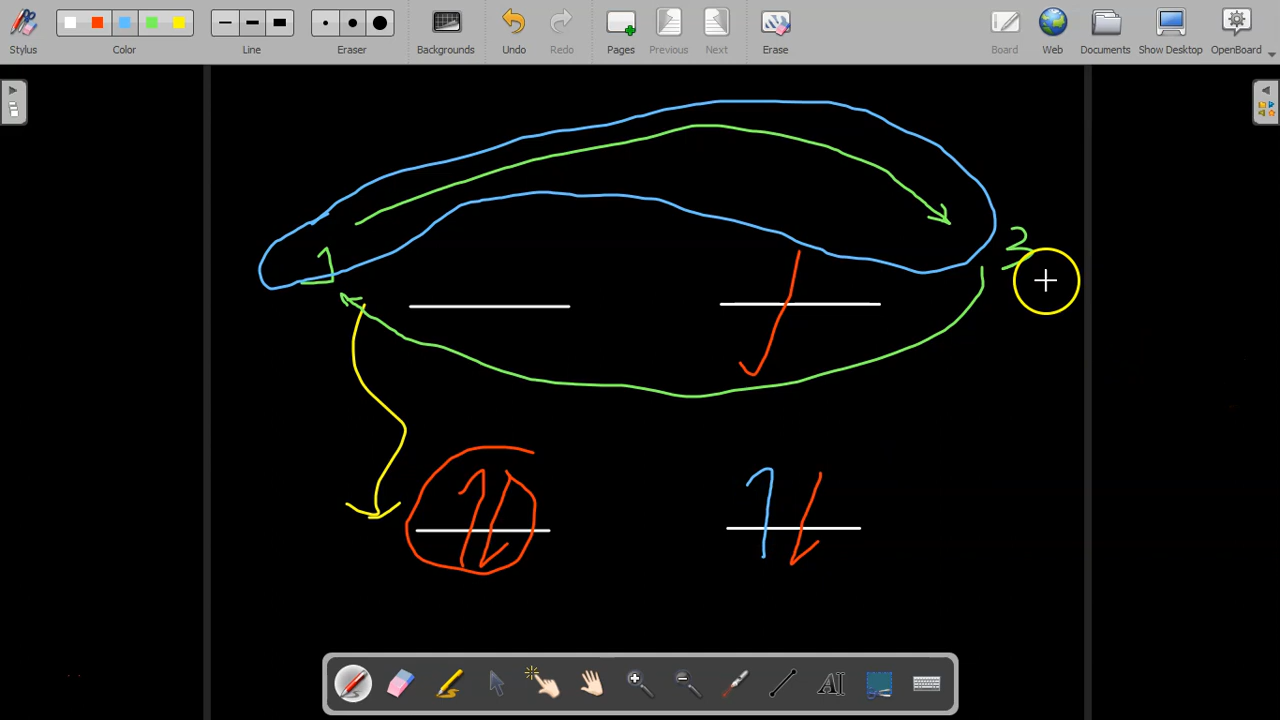 Stylus
Color
Line
Eraser
Backgrounds
Undo
Redo
Pages
Previous
Next
Erase
Board
Web
Documents
Show Desktop
OpenBoard
1
2
AI